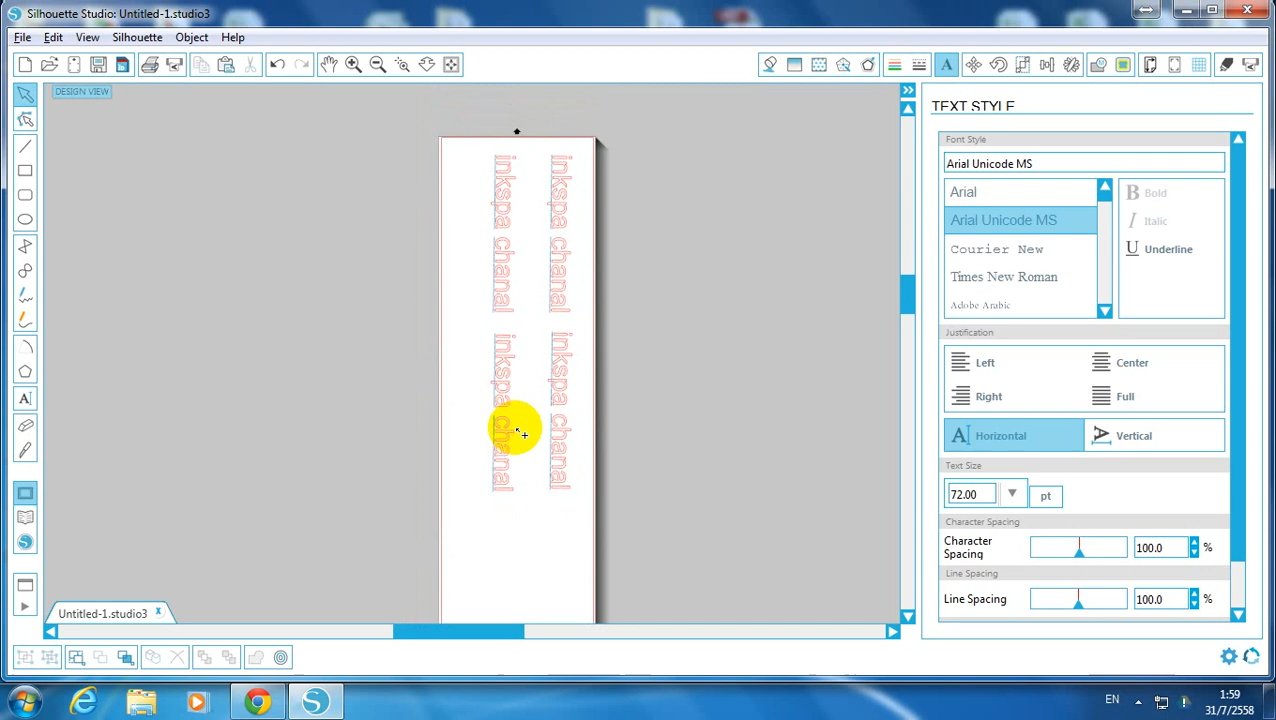 Silhouette Studio: Untitled-1.studio3
File Edit View Silhouette Object Help
DESIGN VIEW
TEXT STYLE
Font Style
Arial Unicode MS
Arial
Arial Unicode MS
Courier New
Times New Roman
Adobe Arabic
B Bold
I Italic
U Underline
Justification
Left
Center
Right
Full
Horizontal
Vertical
Text Size
72.00
pt
Character Spacing
Character Spacing
100.0 %
Line Spacing
Line Spacing
100.0 %
inkspa chanal
inkspa chanal
inkspa chanal
inkspa chanal
Untitled-1.studio3 x
EN
1:59
31/7/2558